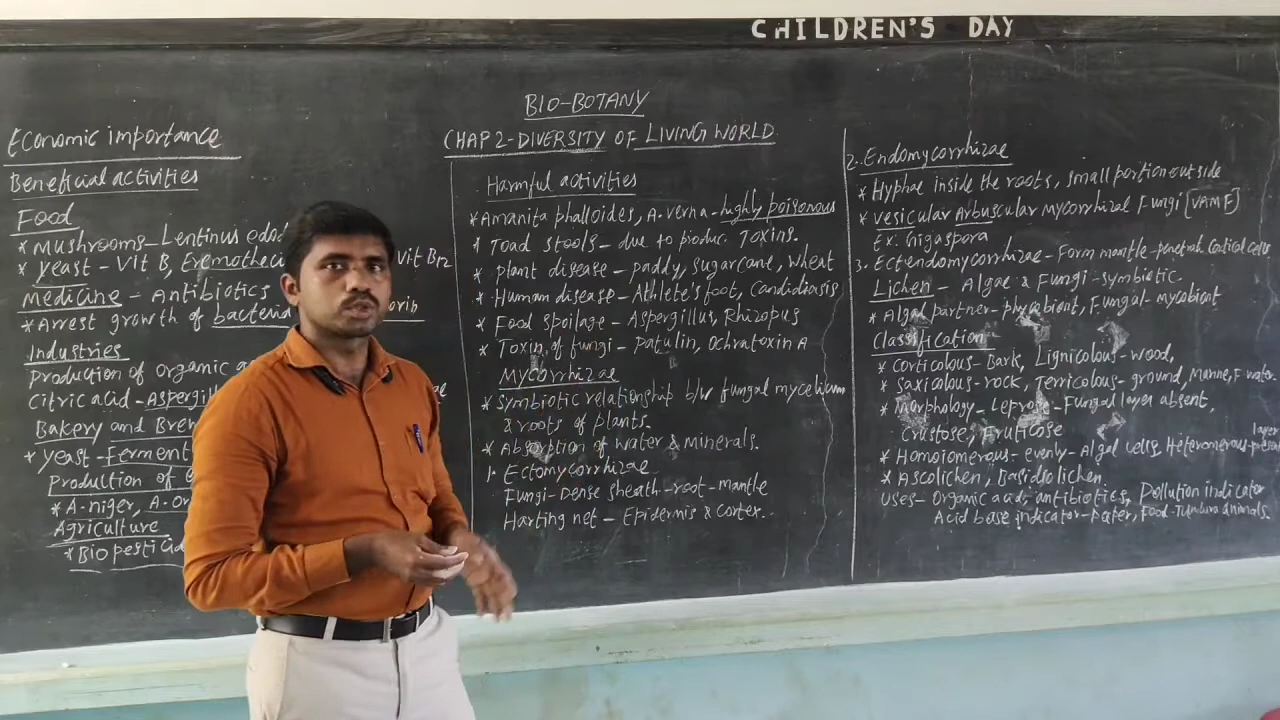 CHILDREN'S DAY
BIO-BOTANY
CHAP 2-DIVERSITY OF LIVING WORLD
Economic importance
Beneficial activities
Food
* Mushrooms-Lentinus edod
* Yeast - Vit B, Eremotheci Vit B12
Medicine - Antibiotics
* Arrest growth of bacteria
Industries
Production of organic a
Citric acid - Aspergill
Bakery and Brew
* Yeast - Ferment
Production of e
* A. niger, A. or
Agriculture
* Biopesticid
Harmful activities
* Amanita phalloides, A. verna - highly poisonous
* Toad stools - due to produc. Toxins.
* Plant disease - paddy, sugarcane, wheat
* Human disease - Athlete's foot, Candidiasis
* Food spoilage - Aspergillus, Rhizopus
* Toxin of fungi - patulin, Ochratoxin A
Mycorrhizae
* Symbiotic relationship b/w fungal mycelium
& roots of plants.
* Absorption of water & minerals.
1. Ectomycorrhizae
Fungi-Dense sheath-root-mantle
Harting net - Epidermis & cortex.
2. Endomycorrhizae
* Hyphae inside the roots, small portion outside
* Vesicular Arbuscular mycorrhizal Fungi [VAMF]
Ex: Gigaspora
3. Ectendomycorrhizae - Form mantle - penetrate Cortical cells
Lichen - Algae & Fungi - symbiotic.
* Algal partner - phycobiont, Fungal - mycobiont
Classification
* Corticolous - Bark, Lignicolous - wood,
* Saxicolous - rock, Terricolous - ground, Marine, F. water.
* Morphology - Leprose - Fungal layer absent,
Crustose, Fruticose
* Homoiomerous - evenly - Algal cells, Heteromerous - layer present
* Ascolichen, Basidiolichen.
Uses - Organic acid, antibiotics, Pollution indicator
Acid base indicator - paper, Food - Tundra animals.